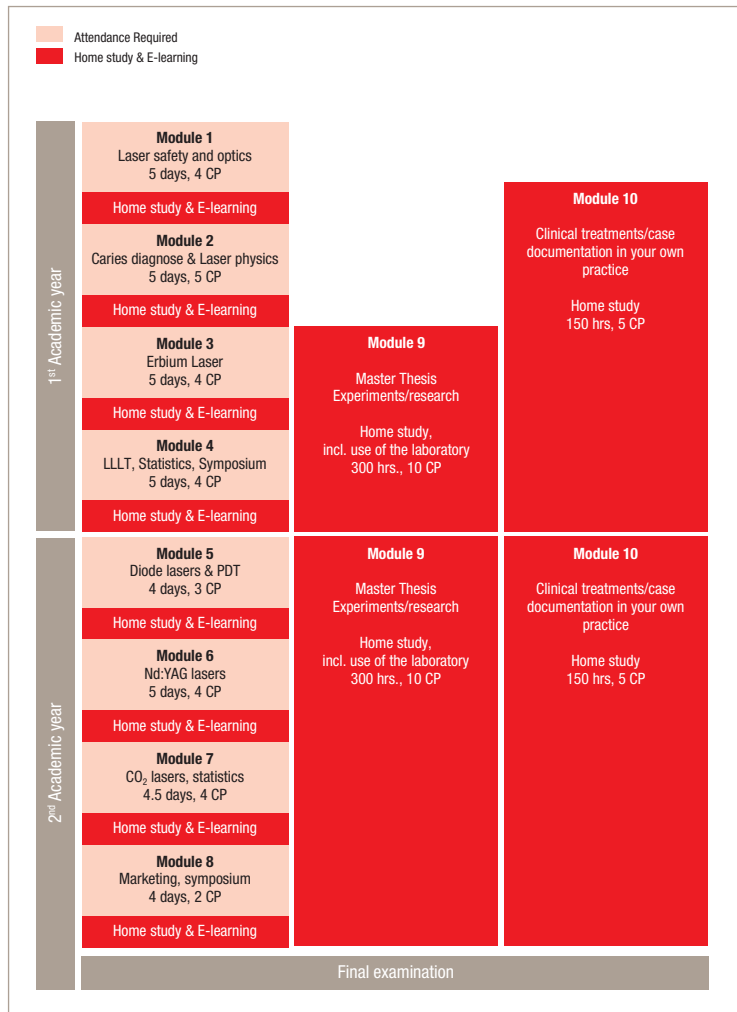 Attendance Required
Home study & E-learning
1st Academic year
Module 1
Laser safety and optics
5 days, 4 CP
Home study & E-learning
Module 2
Caries diagnose & Laser physics
5 days, 5 CP
Home study & E-learning
Module 3
Erbium Laser
5 days, 4 CP
Home study & E-learning
Module 4
LLLT, Statistics, Symposium
5 days, 4 CP
Home study & E-learning
Module 9
Master Thesis
Experiments/research
Home study,
incl. use of the laboratory
300 hrs., 10 CP
Module 10
Clinical treatments/case
documentation in your own
practice
Home study
150 hrs, 5 CP
2nd Academic year
Module 5
Diode lasers & PDT
4 days, 3 CP
Home study & E-learning
Module 6
Nd:YAG lasers
5 days, 4 CP
Home study & E-learning
Module 7
CO₂ lasers, statistics
4.5 days, 4 CP
Home study & E-learning
Module 8
Marketing, symposium
4 days, 2 CP
Home study & E-learning
Module 9
Master Thesis
Experiments/research
Home study,
incl. use of the laboratory
300 hrs., 10 CP
Module 10
Clinical treatments/case
documentation in your own
practice
Home study
150 hrs, 5 CP
Final examination